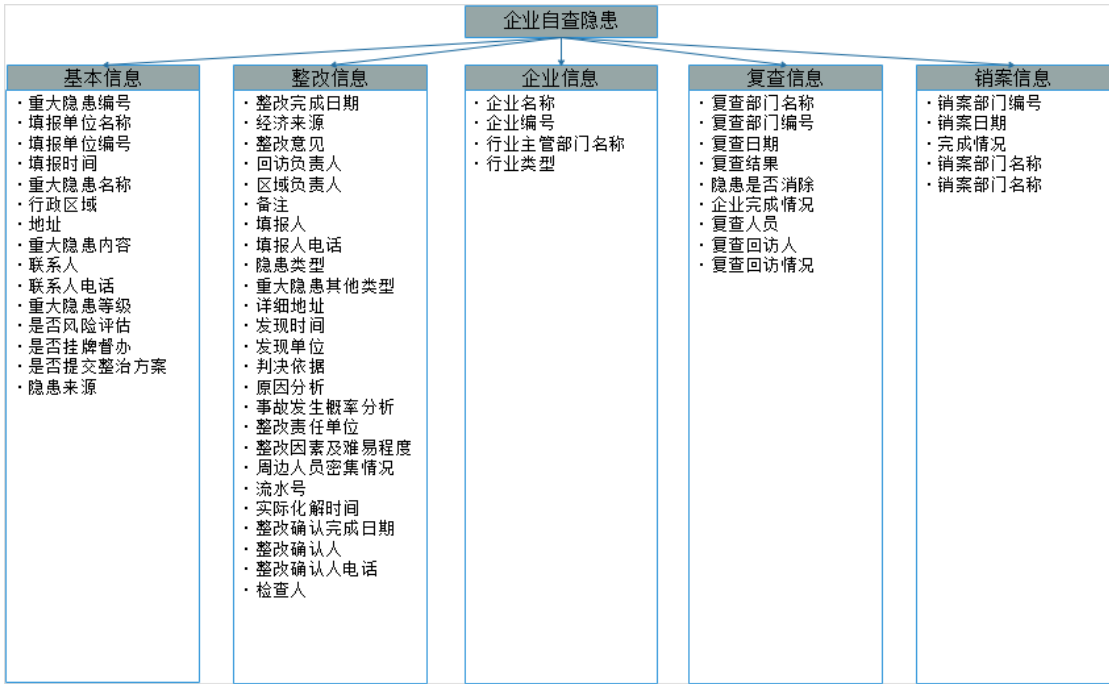 企业自查隐患
基本信息
·重大隐患编号
·填报单位名称
·填报单位编号
·填报时间
·重大隐患名称
·行政区域
·地址
·重大隐患内容
·联系人
·联系人电话
·重大隐患等级
·是否风险评估
·是否挂牌督办
·是否提交整治方案
·隐患来源
整改信息
·整改完成日期
·经济来源
·整改意见
·回访负责人
·区域负责人
·备注
·填报人
·填报人电话
·隐患类型
·重大隐患其他类型
·详细地址
·发现时间
·发现单位
·判决依据
·原因分析
·事故发生概率分析
·整改责任单位
·整改因素及难易程度
·周边人员密集情况
·流水号
·实际化解时间
·整改确认完成日期
·整改确认人
·整改确认人电话
·检查人
企业信息
·企业名称
·企业编号
·行业主管部门名称
·行业类型
复查信息
·复查部门名称
·复查部门编号
·复查日期
·复查结果
·隐患是否消除
·企业完成情况
·复查人员
·复查回访人
·复查回访情况
销案信息
·销案部门编号
·销案日期
·完成情况
·销案部门名称
·销案部门名称